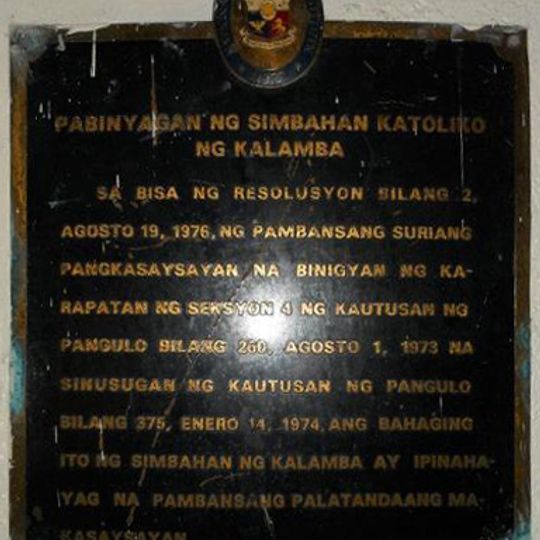 PABINYAGAN NG SIMBAHAN KATOLIKO
NG KALAMBA
SA BISA NG RESOLUSYON BILANG 2,
AGOSTO 19, 1976, NG PAMBANSANG SURIANG
PANGKASAYSAYAN NA BINIGYAN NG KA-
RAPATAN NG SEKSYON 4 NG KAUTUSAN NG
PANGULO BILANG 260, AGOSTO 1, 1973 NA
SINUSUGAN NG KAUTUSAN NG PANGULO
BILANG 375, ENERO 14, 1974, ANG BAHAGING
ITO NG SIMBAHAN NG KALAMBA AY IPINAHA-
YAG NA PAMBANSANG PALATANDAANG MA-
KASAYSAYAN